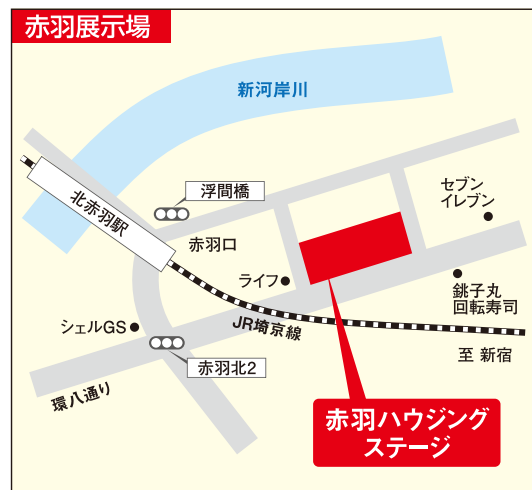 赤羽展示場
新河岸川
北赤羽駅
浮間橋
赤羽口
セブン
イレブン
ライフ
銚子丸
回転寿司
シェルGS
JR埼京線
赤羽北2
至 新宿
環八通り
赤羽ハウジング
ステージ